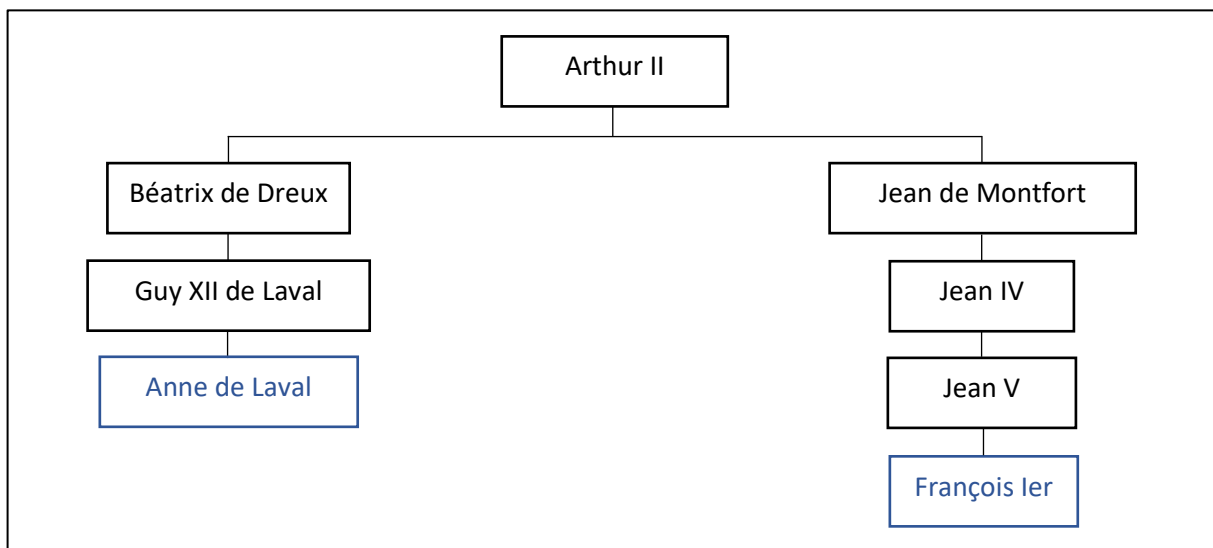 Arthur II
Béatrix de Dreux
Jean de Montfort
Guy XII de Laval
Jean IV
Anne de Laval
Jean V
François Ier